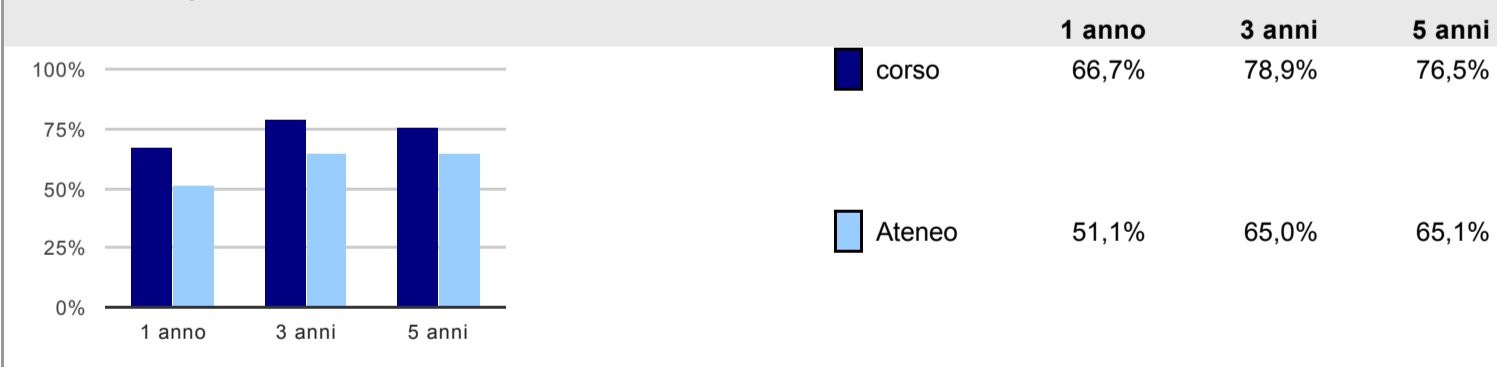 1 anno 3 anni 5 anni
corso 66,7% 78,9% 76,5%
Ateneo 51,1% 65,0% 65,1%
100%
75%
50%
25%
0%
1 anno 3 anni 5 anni